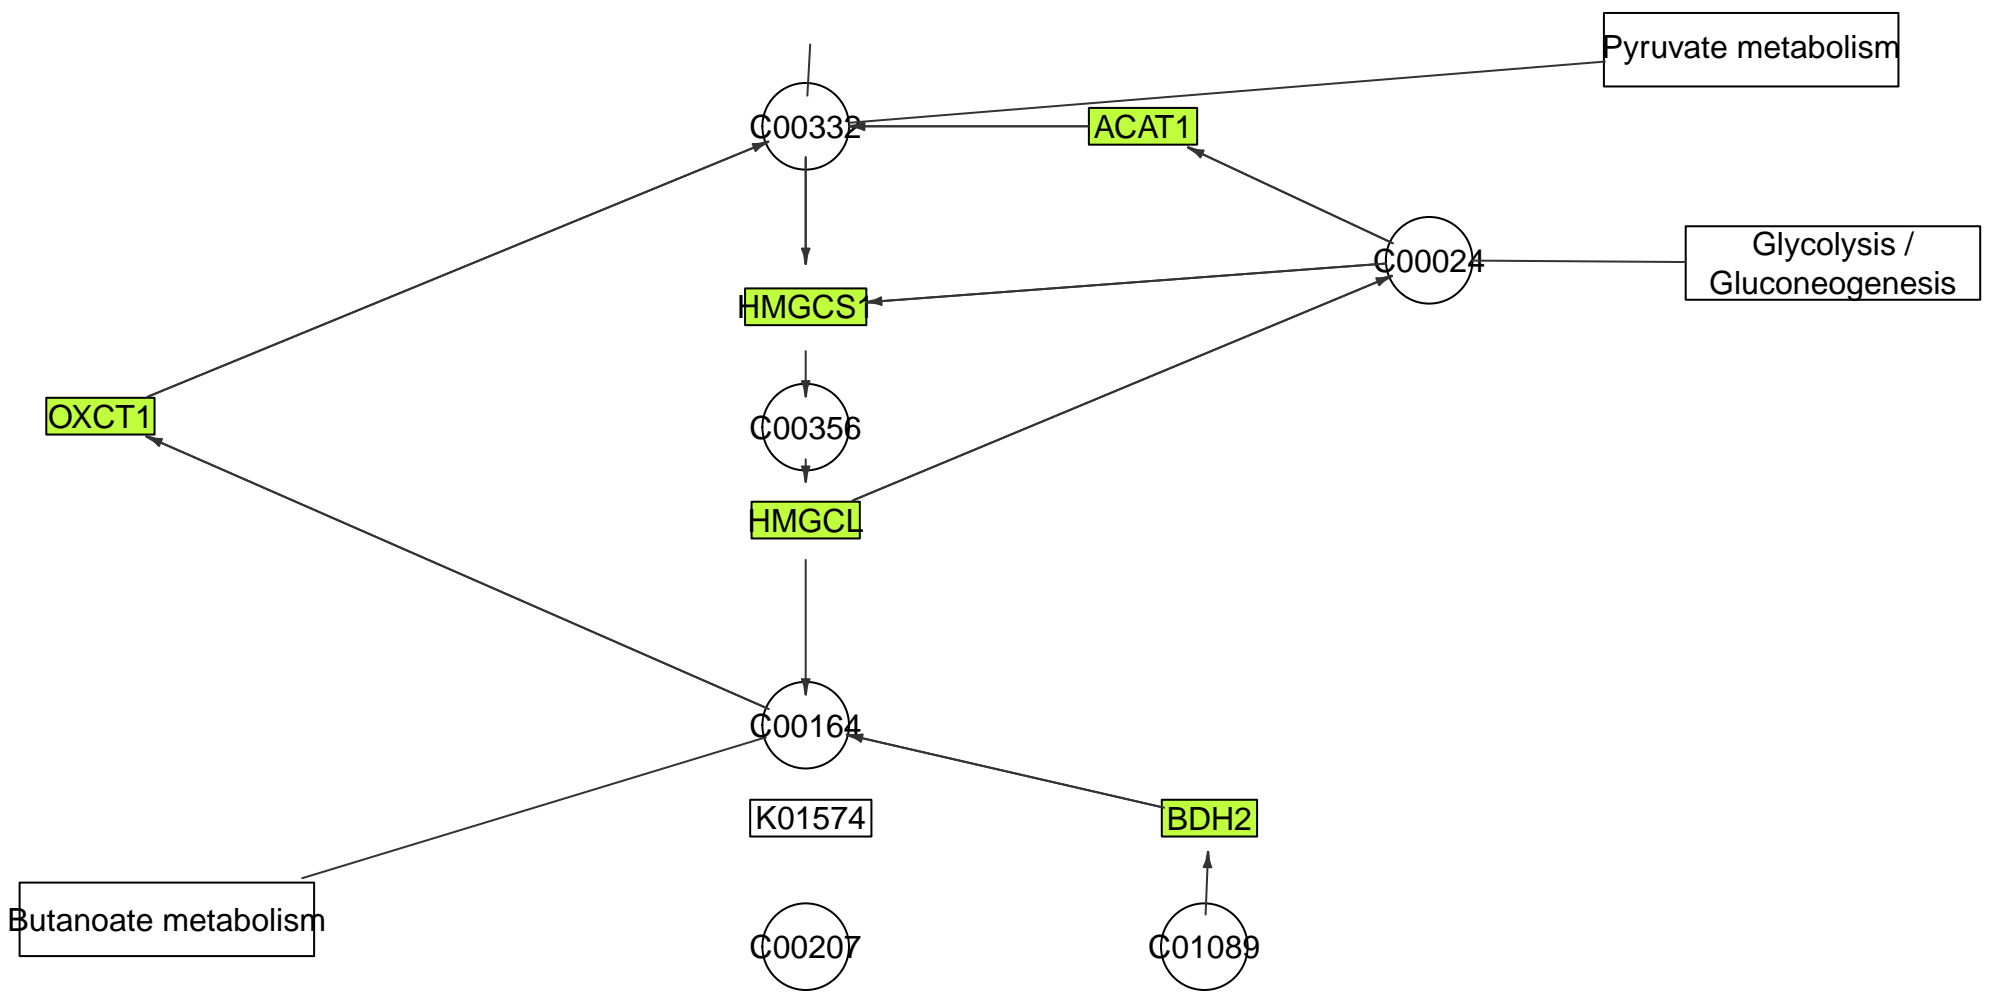 Pyruvate metabolism
C00332
ACAT1
Glycolysis /
Gluconeogenesis
C00024
HMGCS1
OXCT1
C00356
HMGCL
C00164
K01574
BDH2
Butanoate metabolism
C00207
C01089